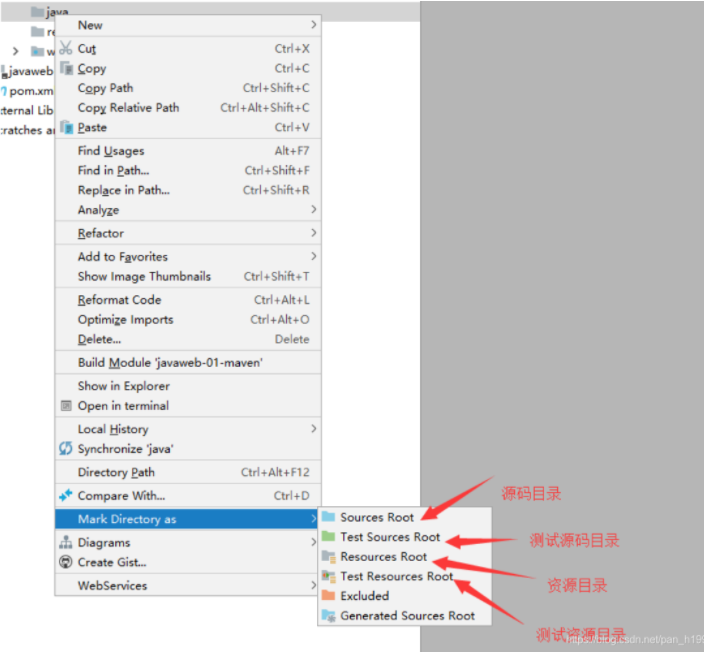 java
New
re
Cut Ctrl+X
w
Copy Ctrl+C
javaweb
Copy Path Ctrl+Shift+C
pom.xm
Copy Relative Path Ctrl+Alt+Shift+C
ternal Lib
Paste Ctrl+V
ratches a
Find Usages Alt+F7
Find in Path... Ctrl+Shift+F
Replace in Path... Ctrl+Shift+R
Analyze
Refactor
Add to Favorites
Show Image Thumbnails Ctrl+Shift+T
Reformat Code Ctrl+Alt+L
Optimize Imports Ctrl+Alt+O
Delete... Delete
Build Module 'javaweb-01-maven'
Show in Explorer
Open in terminal
Local History
Synchronize 'java'
Directory Path Ctrl+Alt+F12
Compare With... Ctrl+D
Mark Directory as
Diagrams
Create Gist...
WebServices
Sources Root
Test Sources Root
Resources Root
Test Resources Root
Excluded
Generated Sources Root
源码目录
测试源码目录
资源目录
测试资源目录
https://blog.csdn.net/pan_h199